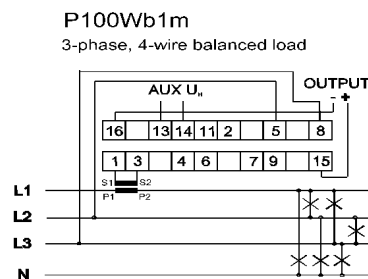 P100Wb1m
3-phase, 4-wire balanced load
AUX UH OUTPUT
- +
16 13 14 11 2 5 8
1 3 4 6 7 9 15
S1 S2
P1 P2
L1
L2
L3
N